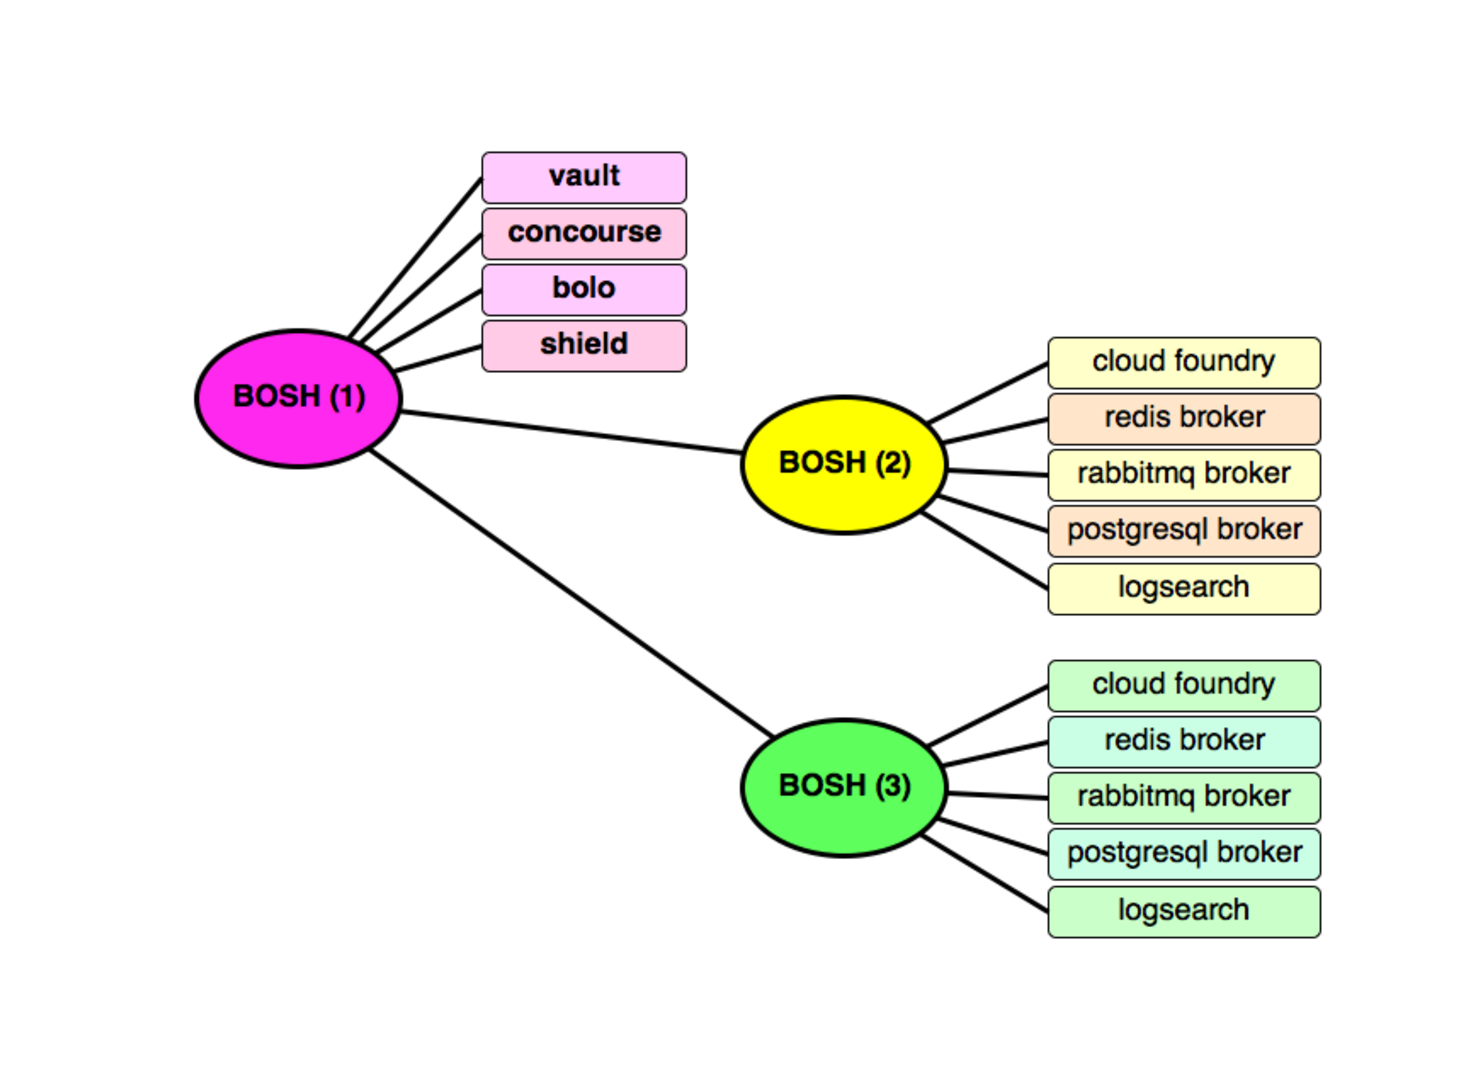 vault
concourse
bolo
shield
BOSH (1)
BOSH (2)
cloud foundry
redis broker
rabbitmq broker
postgresql broker
logsearch
BOSH (3)
cloud foundry
redis broker
rabbitmq broker
postgresql broker
logsearch